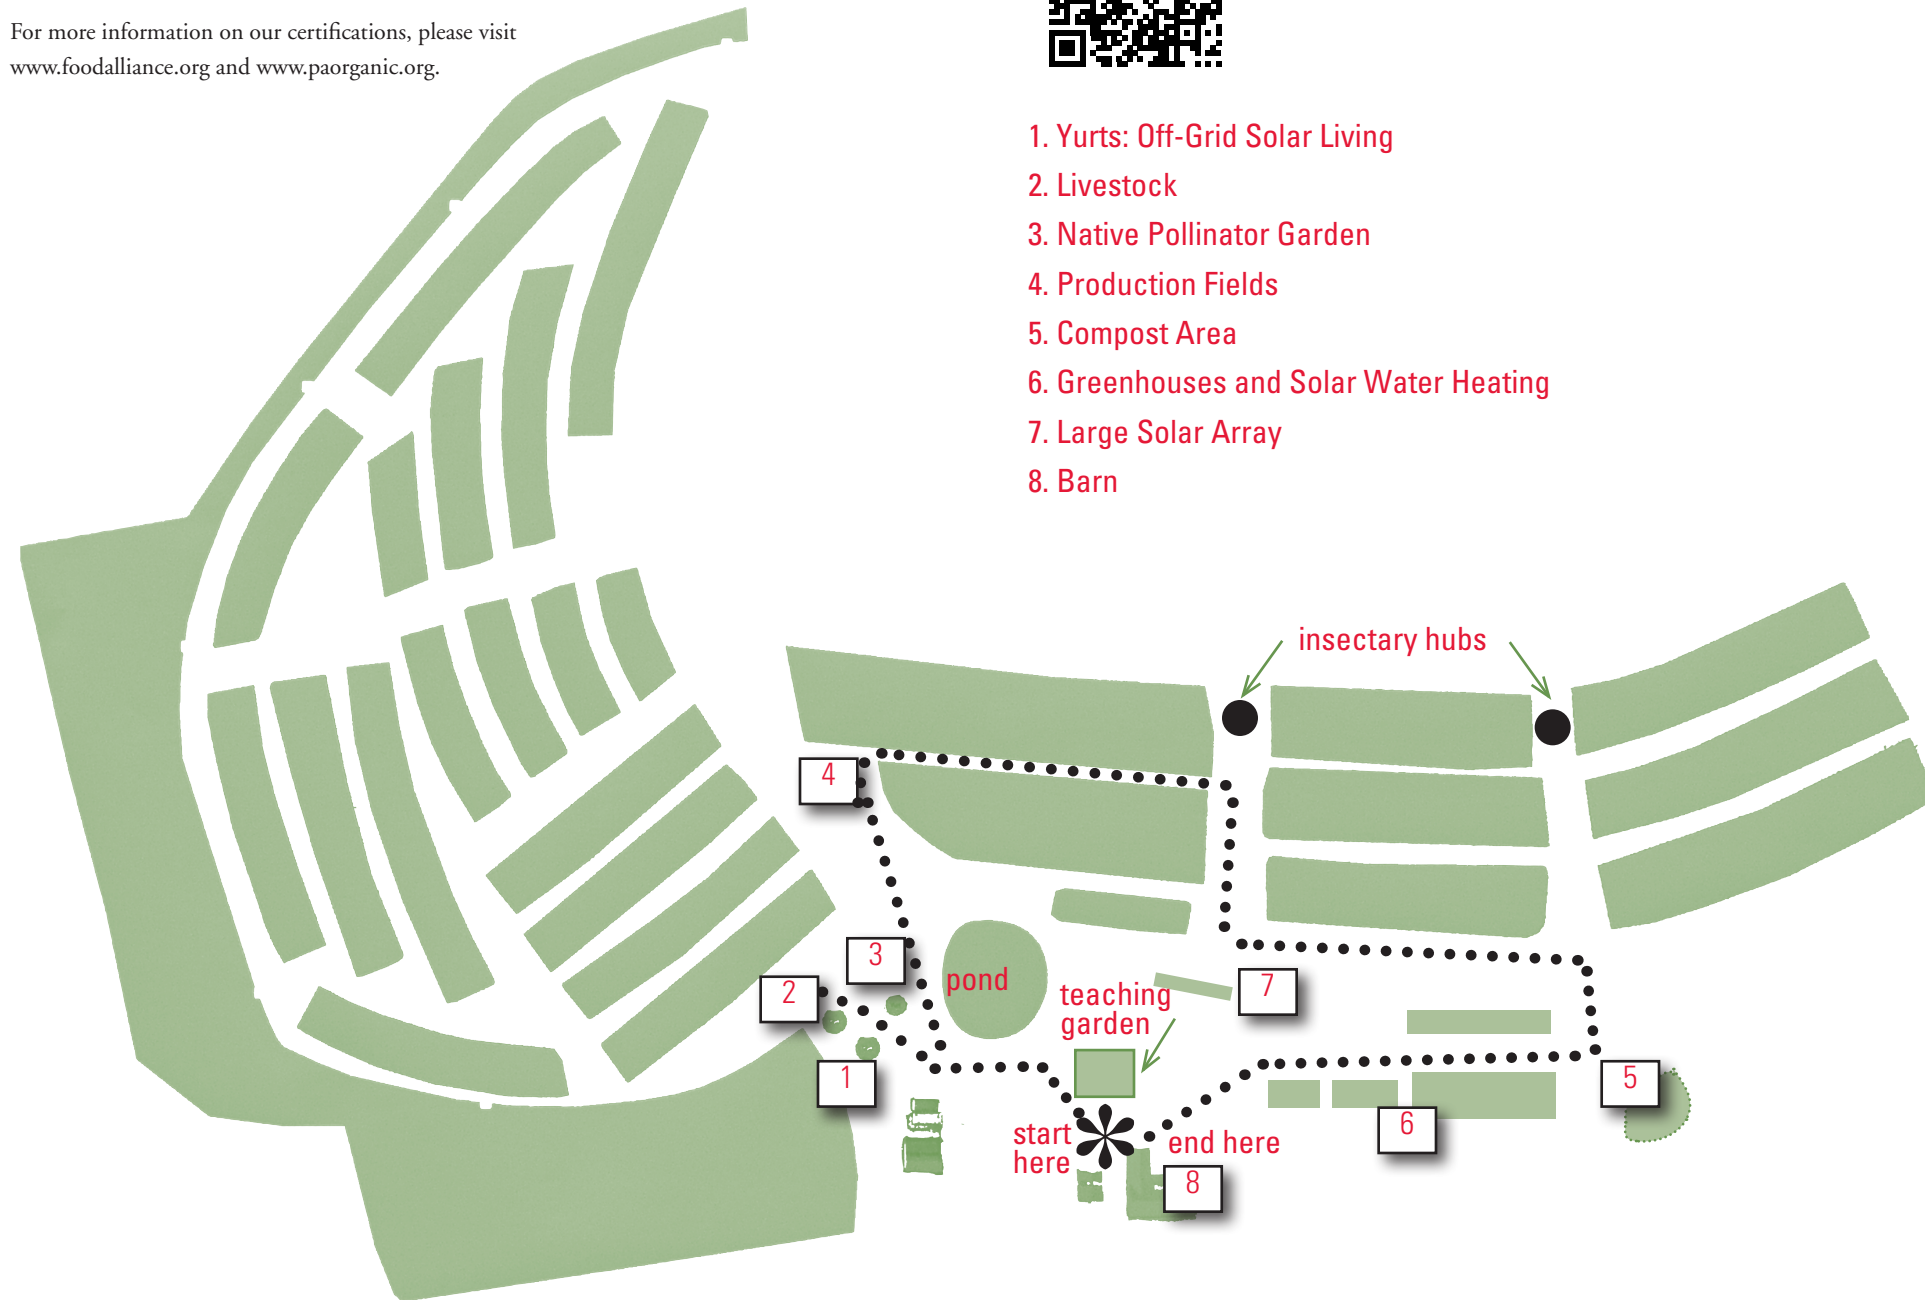 For more information on our certifications, please visit
www.foodalliance.org and www.paorganic.org.
1. Yurts: Off-Grid Solar Living
2. Livestock
3. Native Pollinator Garden
4. Production Fields
5. Compost Area
6. Greenhouses and Solar Water Heating
7. Large Solar Array
8. Barn
insectary hubs
4
3
pond
2
7
teaching
garden
1
5
6
start
here
end here
8